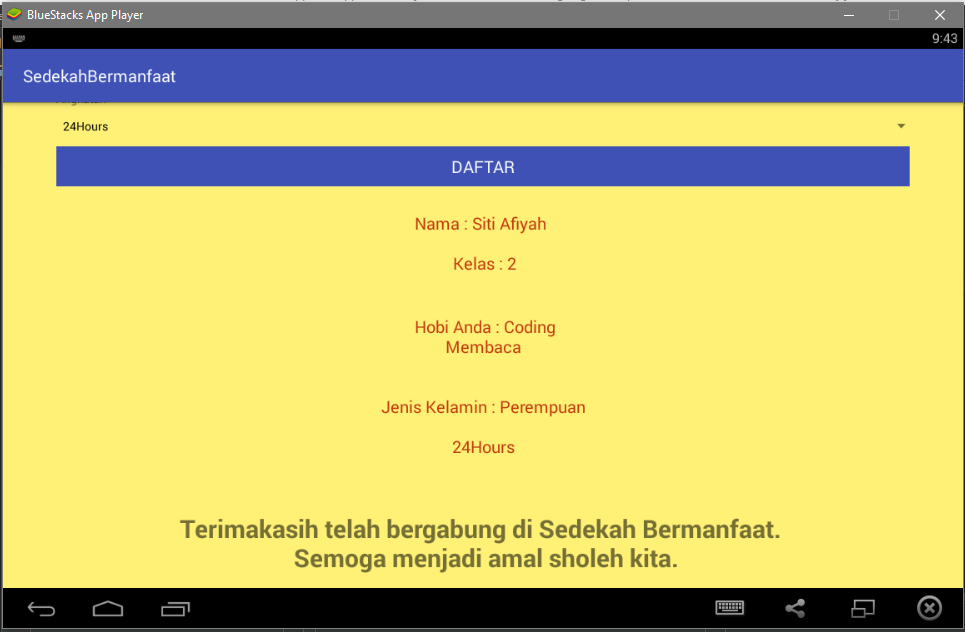 BlueStacks App Player
9:43
SedekahBermanfaat
24Hours
DAFTAR
Nama : Siti Afiyah
Kelas : 2
Hobi Anda : Coding
Membaca
Jenis Kelamin : Perempuan
24Hours
Terimakasih telah bergabung di Sedekah Bermanfaat.
Semoga menjadi amal sholeh kita.